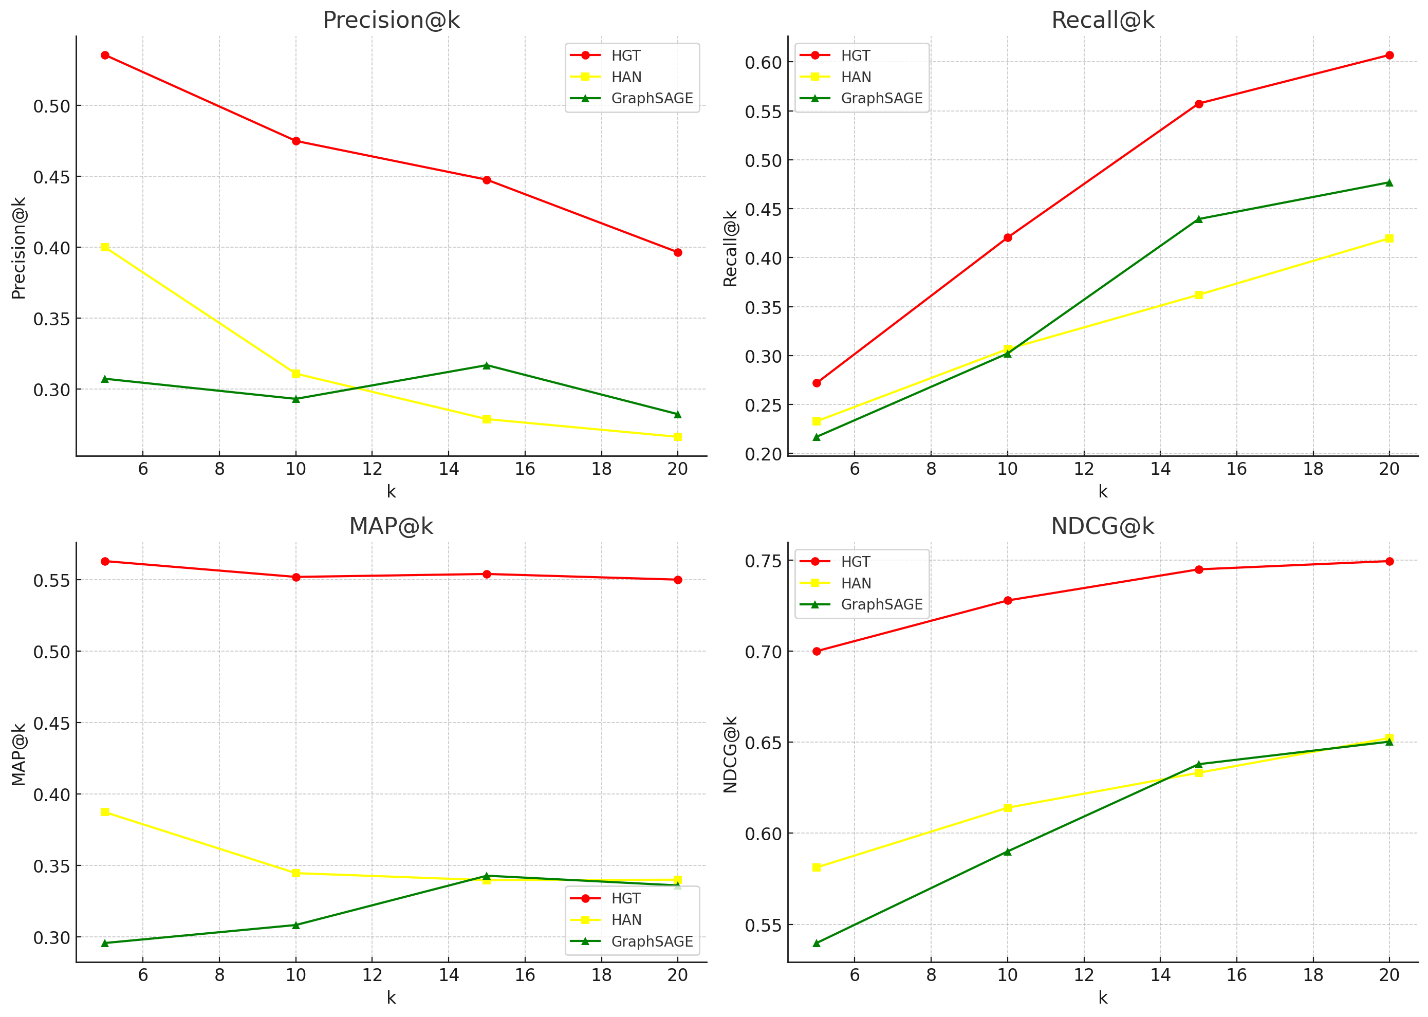 Precision@k
Precision@k
0.50
0.45
0.40
0.35
0.30
6 8 10 12 14 16 18 20
k
HGT
HAN
GraphSAGE
Recall@k
Recall@k
0.60
0.55
0.50
0.45
0.40
0.35
0.30
0.25
0.20
6 8 10 12 14 16 18 20
k
HGT
HAN
GraphSAGE
MAP@k
MAP@k
0.55
0.50
0.45
0.40
0.35
0.30
6 8 10 12 14 16 18 20
k
HGT
HAN
GraphSAGE
NDCG@k
NDCG@k
0.75
0.70
0.65
0.60
0.55
6 8 10 12 14 16 18 20
k
HGT
HAN
GraphSAGE